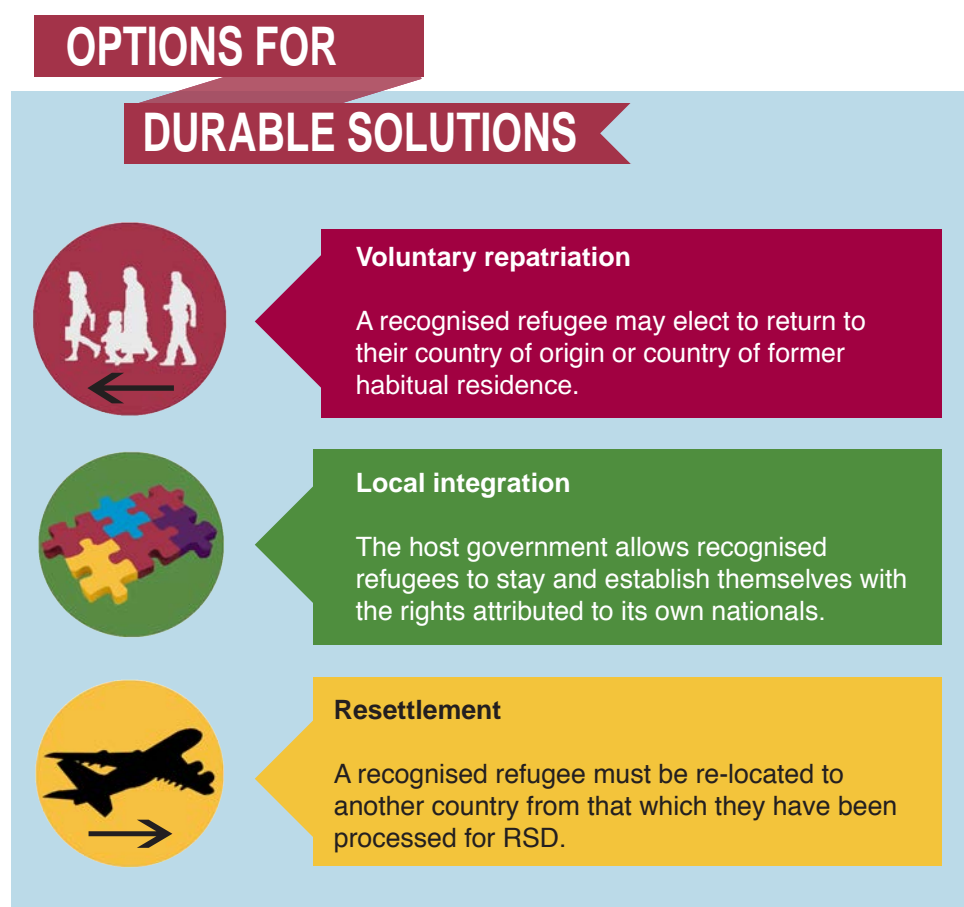 OPTIONS FOR
DURABLE SOLUTIONS
Voluntary repatriation
A recognised refugee may elect to return to
their country of origin or country of former
habitual residence.
Local integration
The host government allows recognised
refugees to stay and establish themselves with
the rights attributed to its own nationals.
Resettlement
A recognised refugee must be re-located to
another country from that which they have been
processed for RSD.